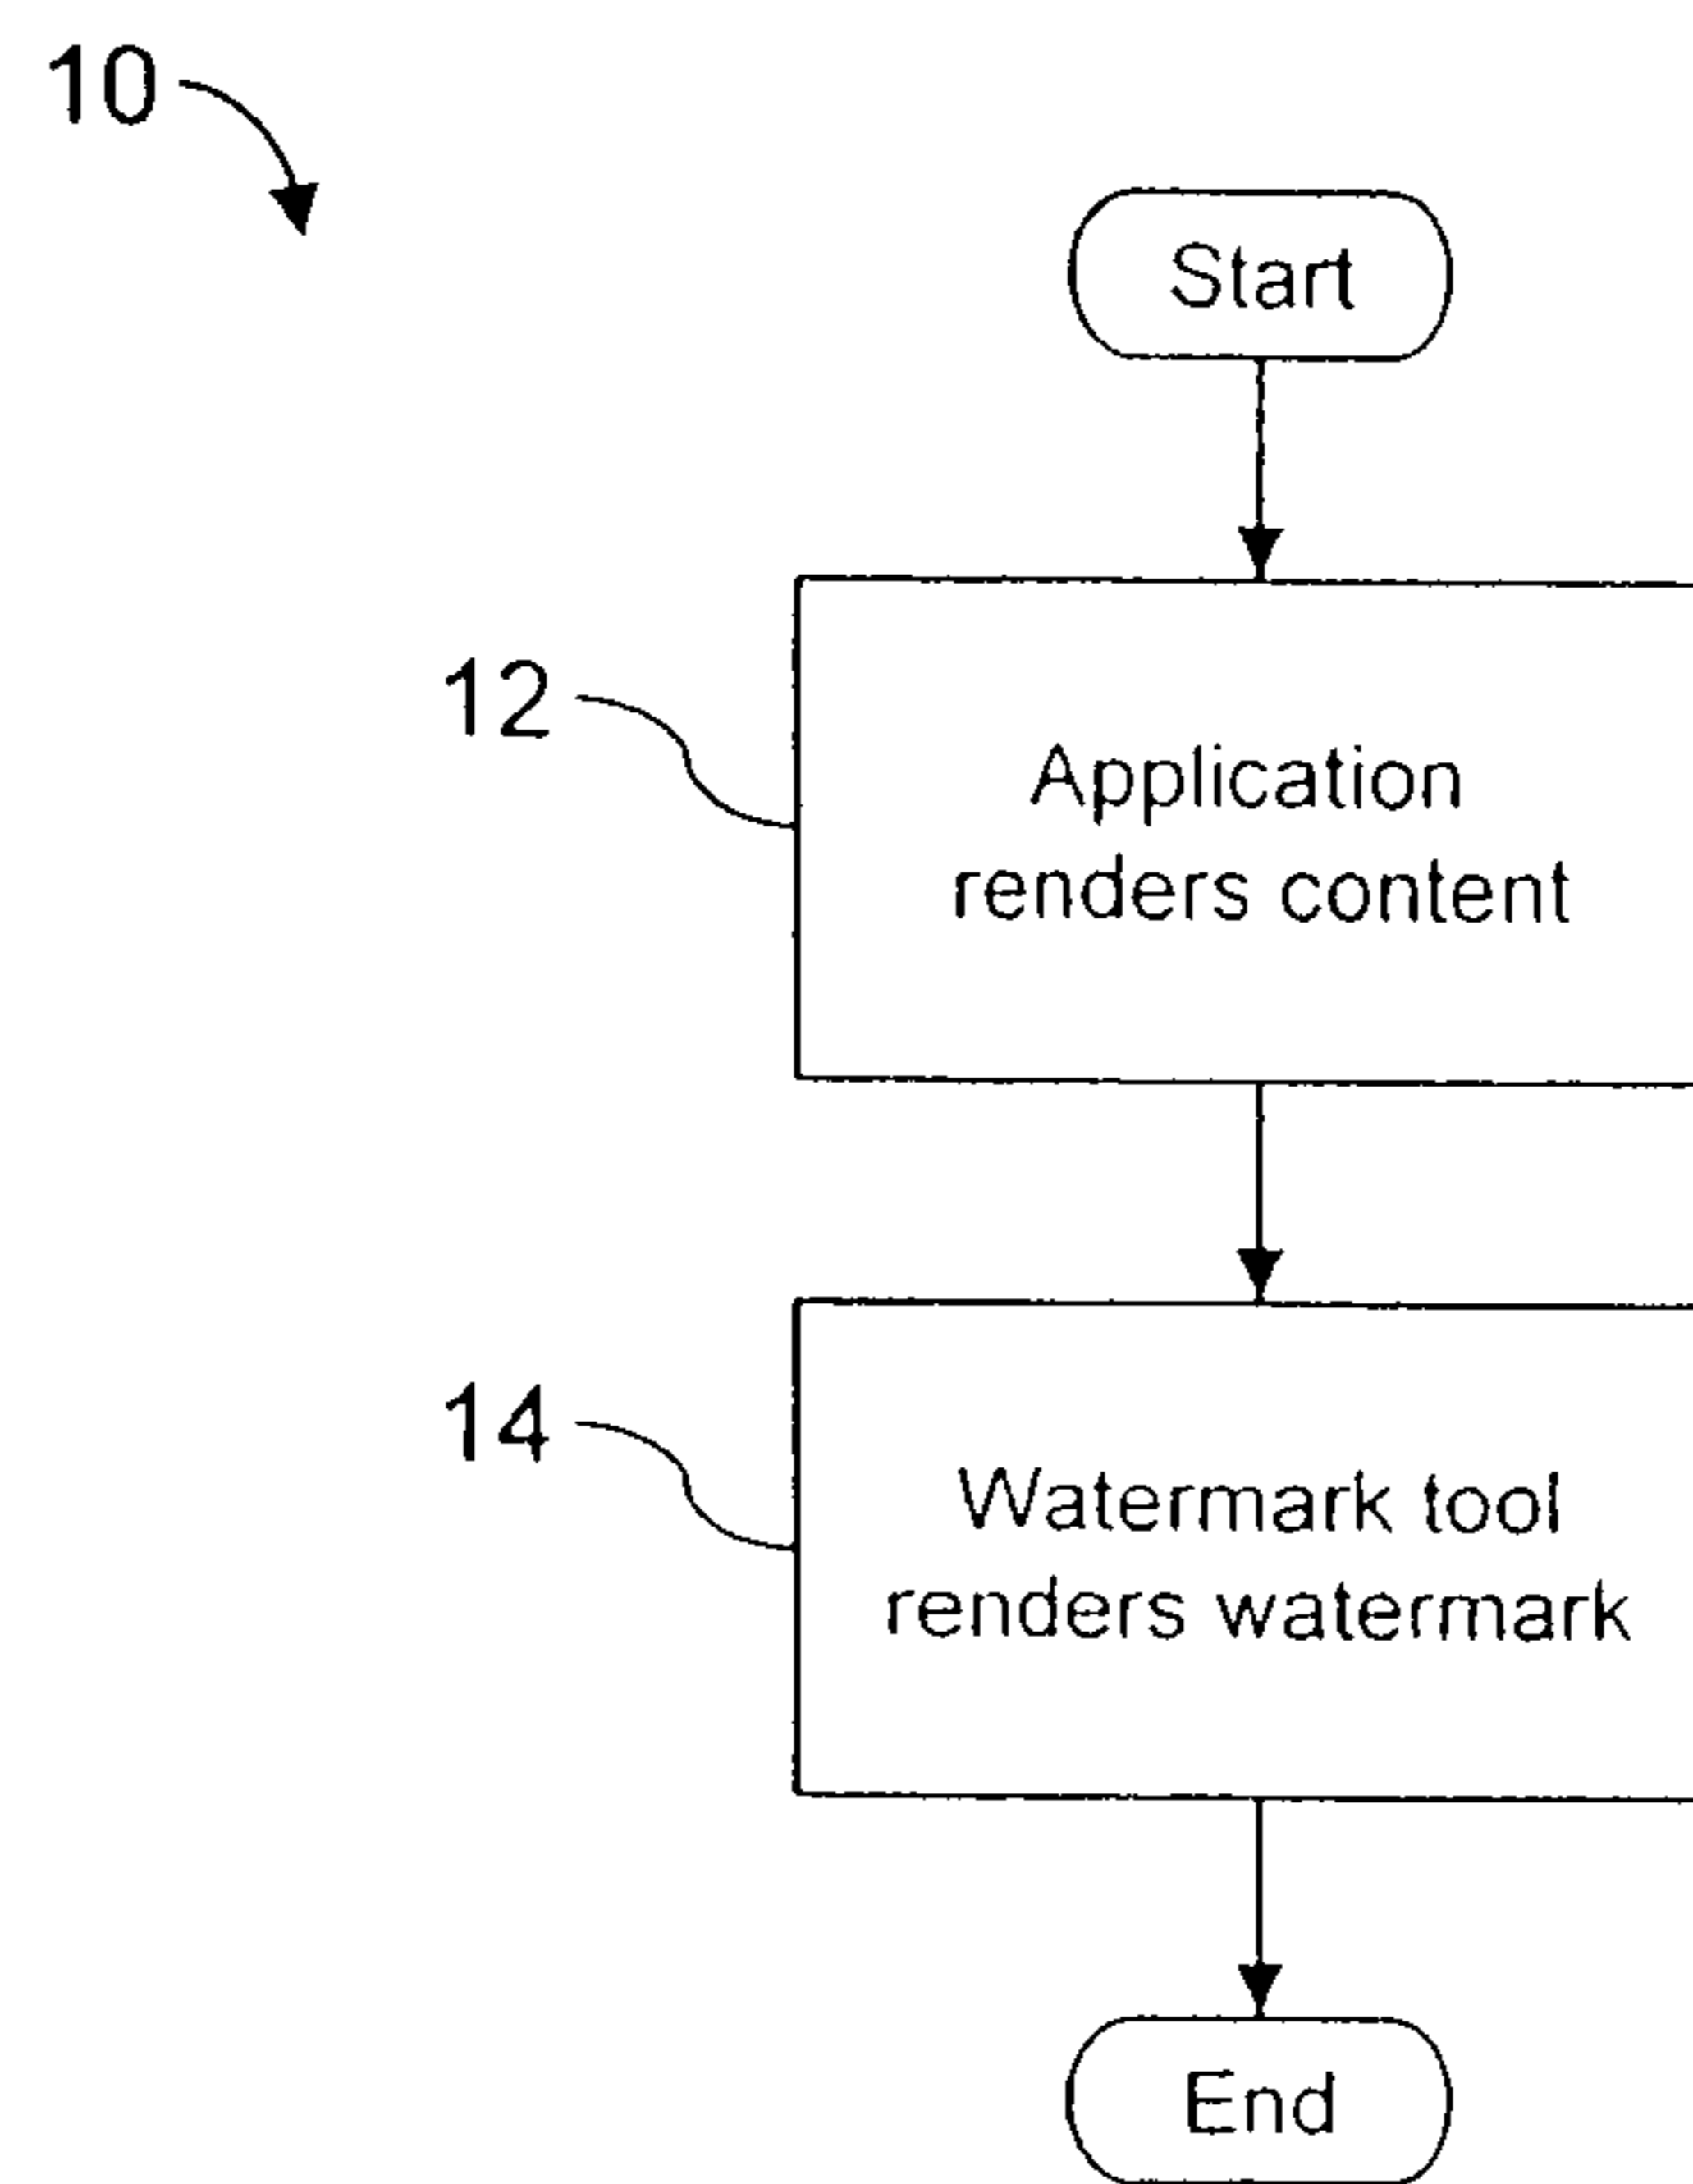 10
Start
12
Application
renders content
14
Watermark tool
renders watermark
End